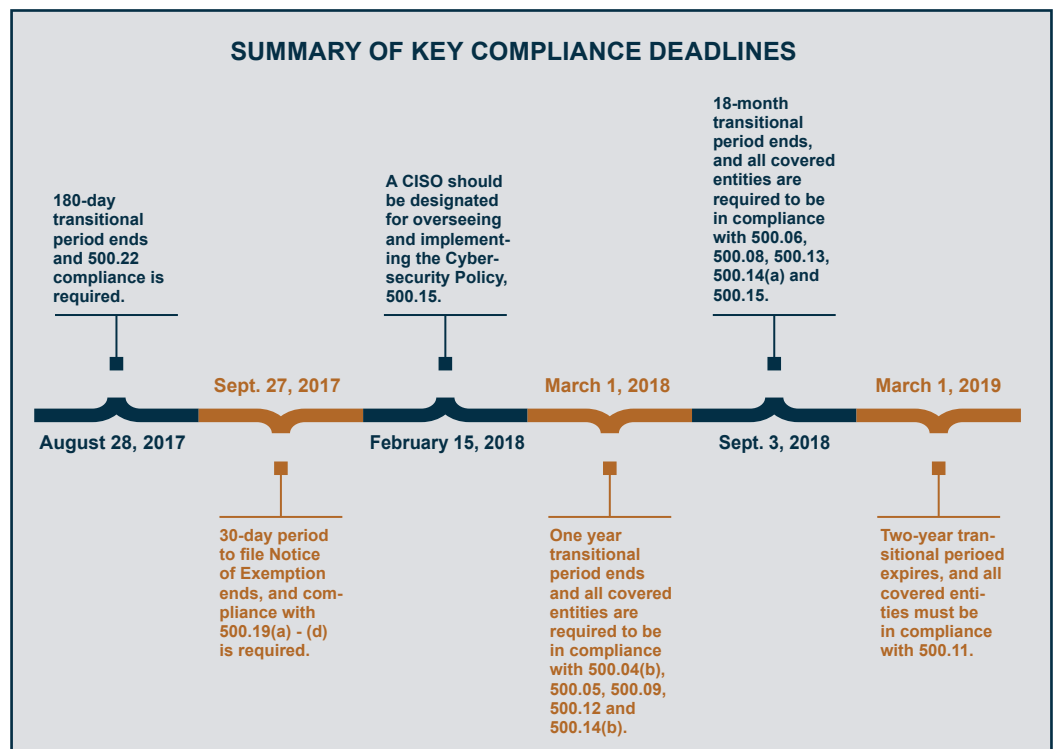 SUMMARY OF KEY COMPLIANCE DEADLINES
180-day
transitional
period ends
and 500.22
compliance is
required.
August 28, 2017
Sept. 27, 2017
30-day period
to file Notice
of Exemption
ends, and com-
pliance with
500.19(a) - (d)
is required.
A CISO should
be designated
for overseeing
and implement-
ing the Cyber-
security Policy,
500.15.
February 15, 2018
March 1, 2018
One year
transitional
period ends
and all covered
entities are
required to be
in compliance
with 500.04(b),
500.05, 500.09,
500.12 and
500.14(b).
18-month
transitional
period ends,
and all covered
entities are
required to be
in compliance
with 500.06,
500.08, 500.13,
500.14(a) and
500.15.
Sept. 3, 2018
March 1, 2019
Two-year tran-
sitional perioed
expires, and all
covered enti-
ties must be
in compliance
with 500.11.